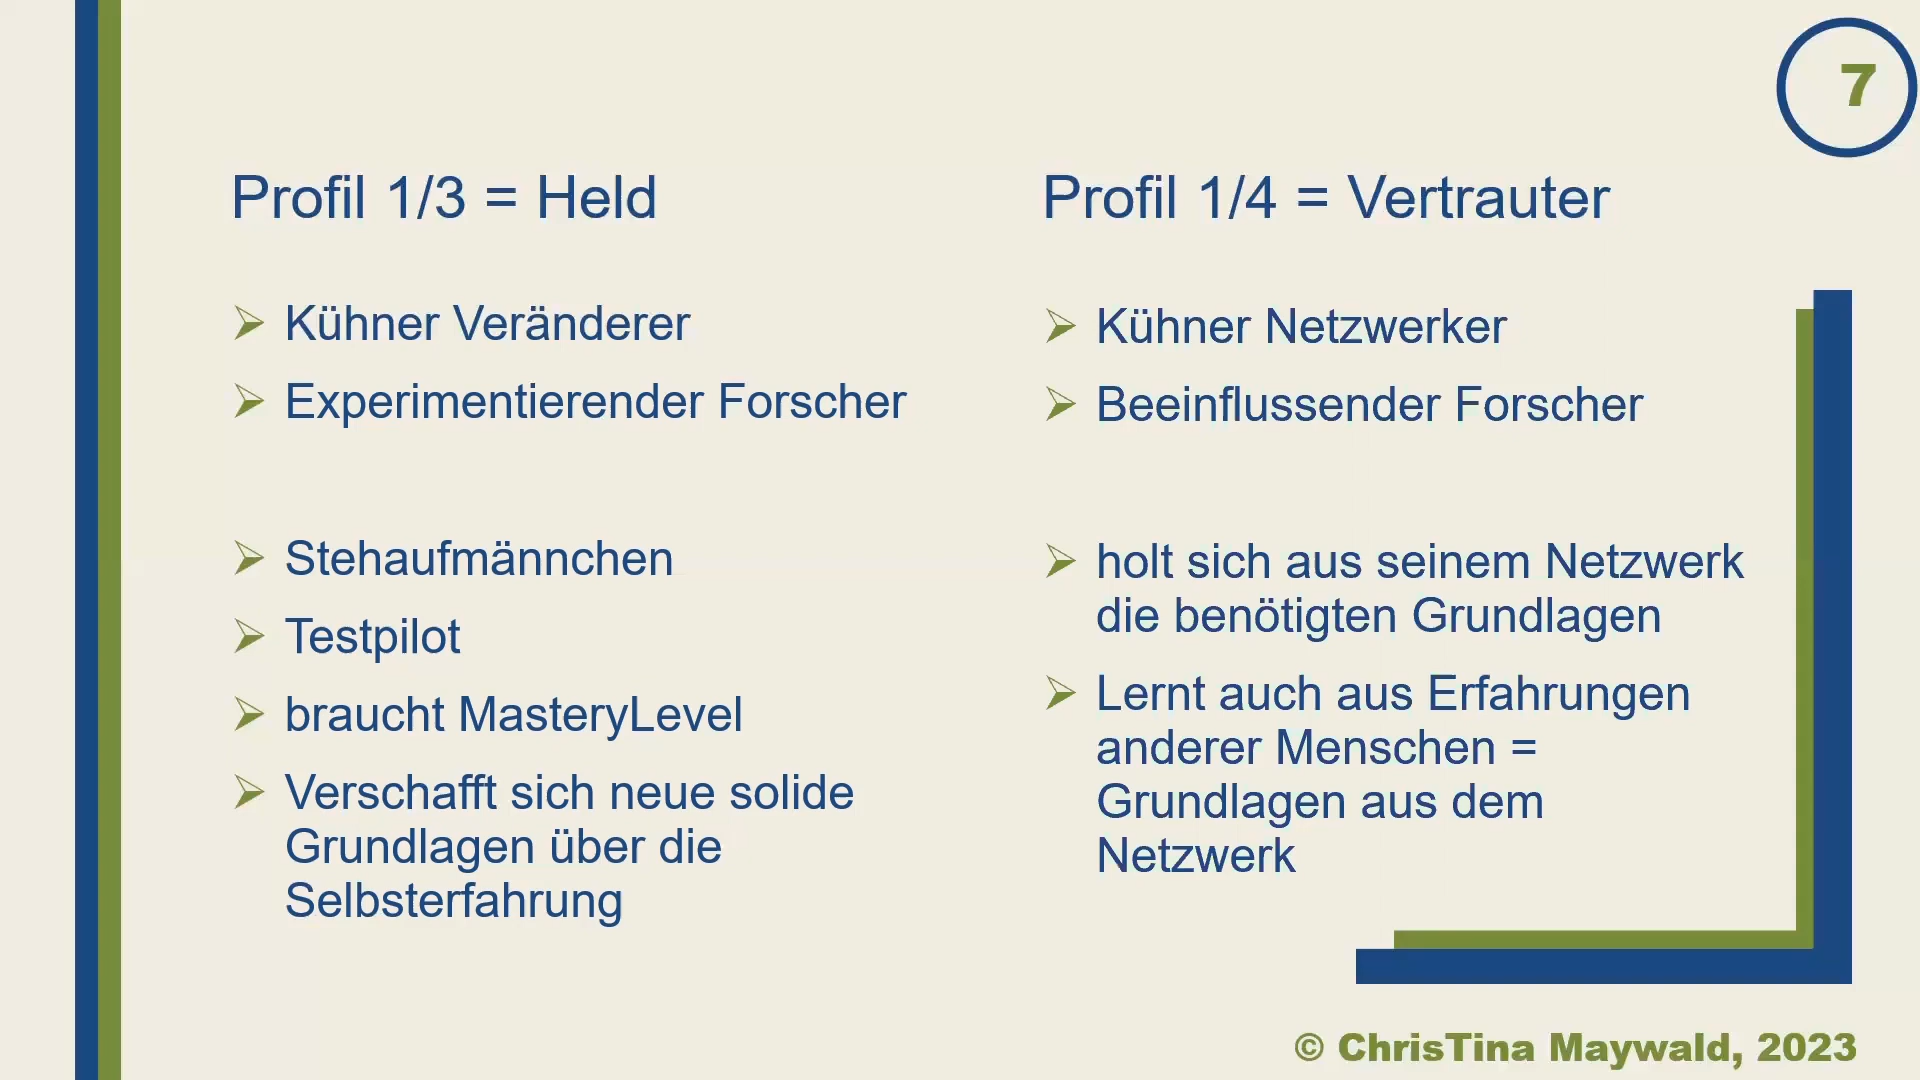 7
Profil 1/3 = Held
Kühner Veränderer
Experimentierender Forscher
Stehaufmännchen
Testpilot
braucht MasteryLevel
Verschafft sich neue solide
Grundlagen über die
Selbsterfahrung
Profil 1/4 = Vertrauter
Kühner Netzwerker
Beeinflussender Forscher
holt sich aus seinem Netzwerk
die benötigten Grundlagen
Lernt auch aus Erfahrungen
anderer Menschen =
Grundlagen aus dem
Netzwerk
© ChrisTina Maywald, 2023